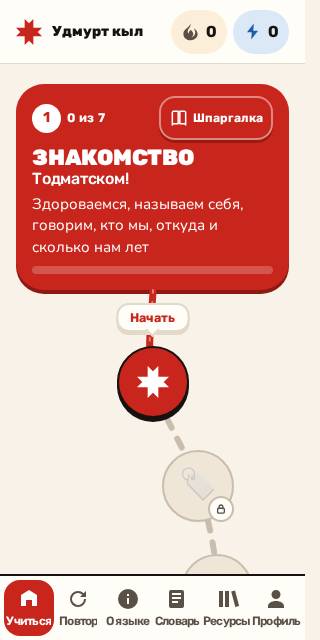 Удмурт кыл
0
0
1
0 из 7
Шпаргалка
ЗНАКОМСТВО
Тодматском!
Здороваемся, называем себя,
говорим, кто мы, откуда и
сколько нам лет
Начать
Учиться
Повтор
О языке
Словарь
Ресурсы
Профиль